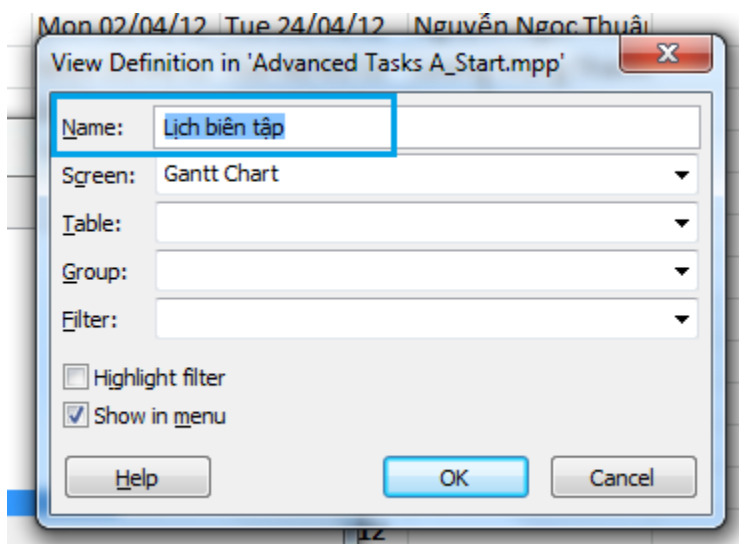 Mon 02/04/12 Tue 24/04/12 Nguyễn Ngọc Thuậ
View Definition in 'Advanced Tasks A_Start.mpp'
Name: Lịch biên tập
Screen: Gantt Chart
Table:
Group:
Filter:
Highlight filter
Show in menu
Help OK Cancel
12